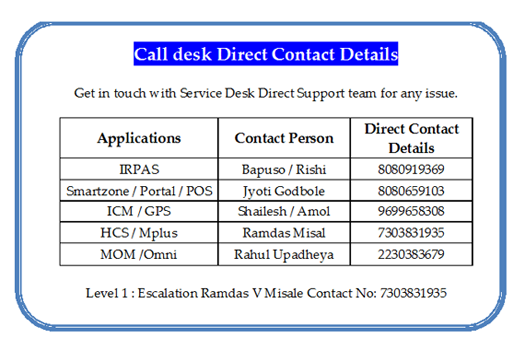 Call desk Direct Contact Details
Get in touch with Service Desk Direct Support team for any issue.
Applications Contact Person Direct Contact Details
IRPAS Bapuso / Rishi 8080919369
Smartzone / Portal / POS Jyoti Godbole 8080659103
ICM / GPS Shailesh / Amol 9699658308
HCS / Mplus Ramdas Misal 7303831935
MOM /Omni Rahul Upadheya 2230383679
Level 1 : Escalation Ramdas V Misale Contact No: 7303831935